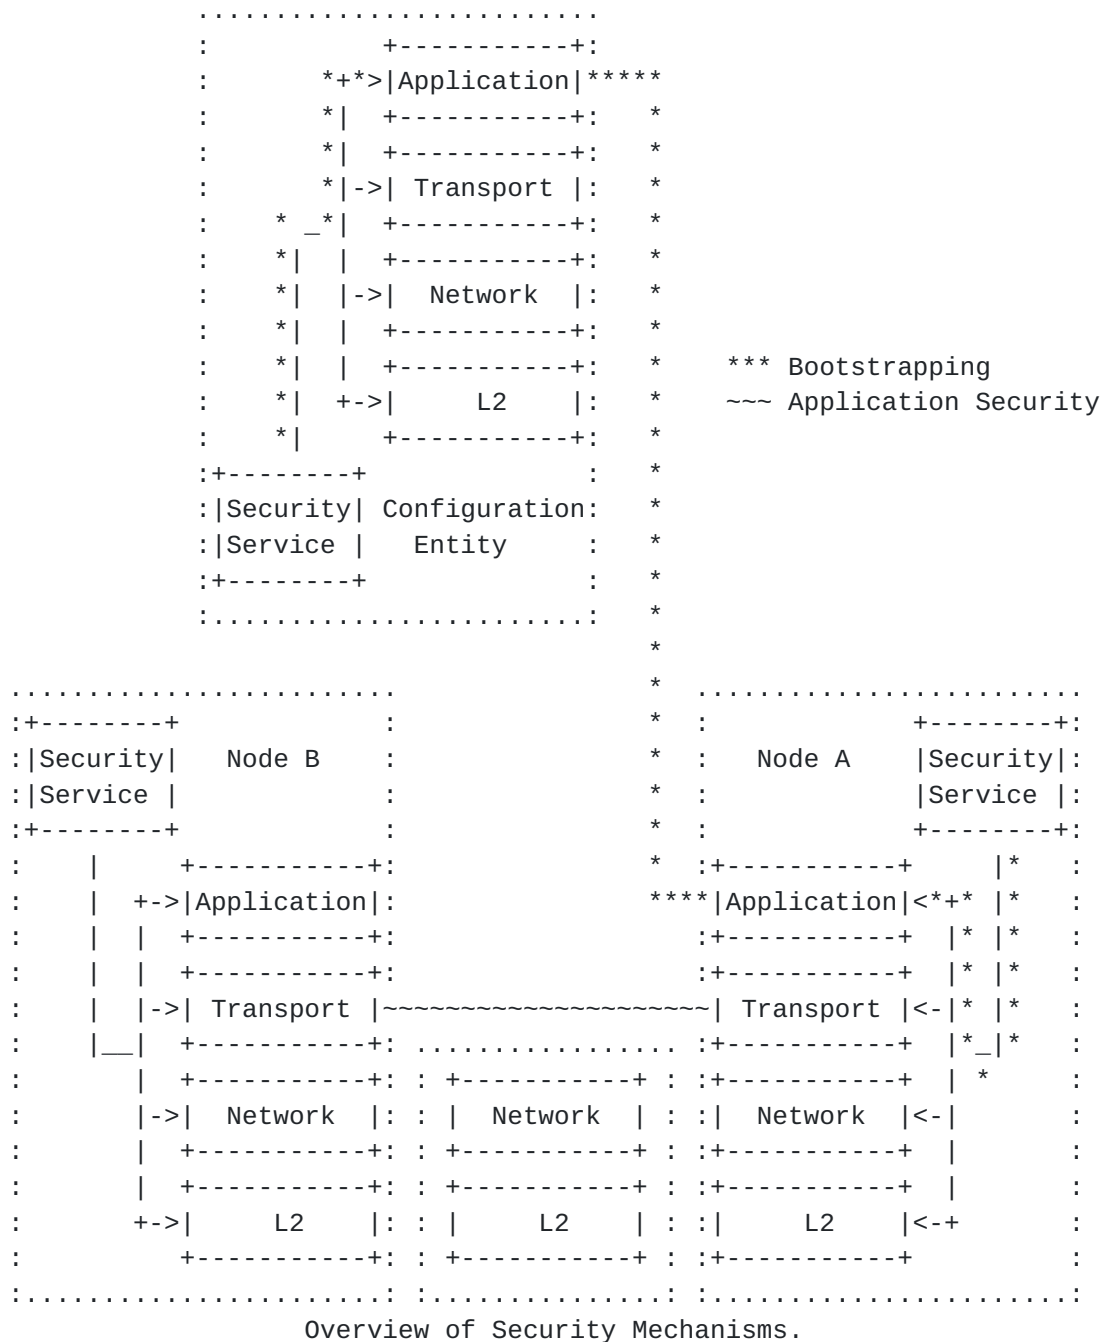 Application
Transport
Network
*** Bootstrapping
L2
~~~ Application Security
Security Configuration
Service Entity
Security Node B Node A Security
Service Service
Application Application
Transport Transport
Network Network Network
L2 L2 L2
Overview of Security Mechanisms.